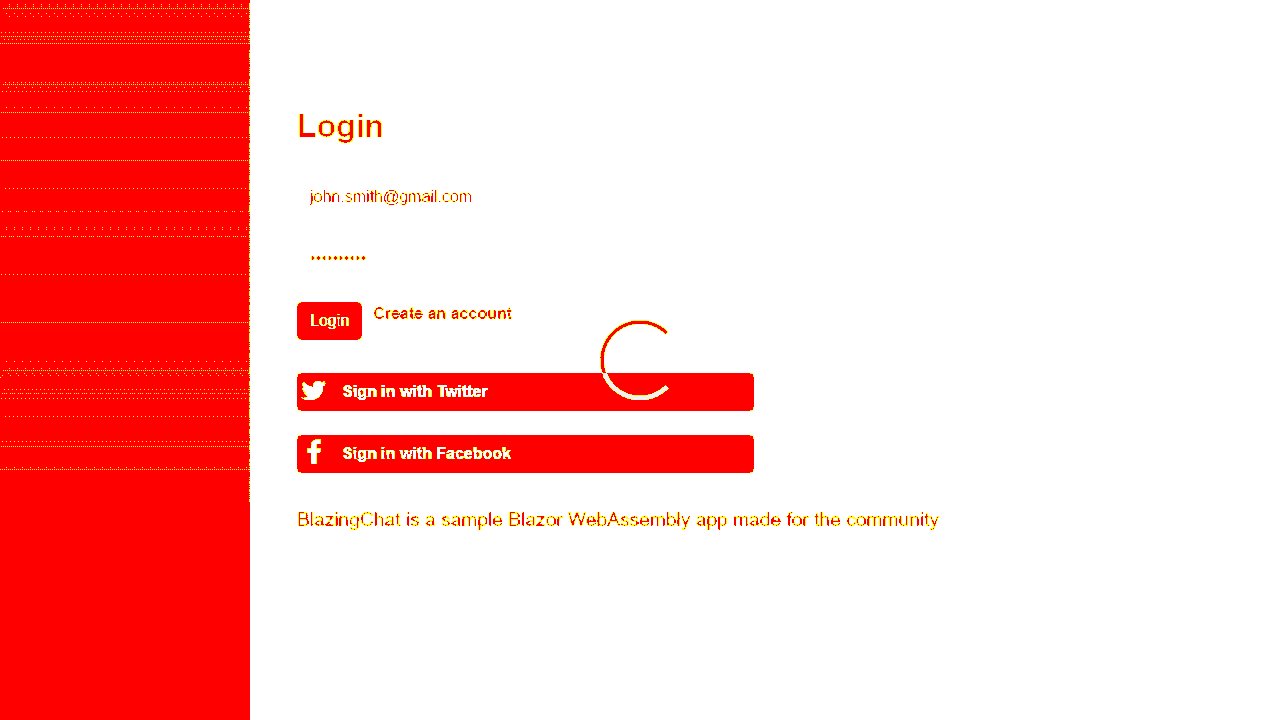 Login
john.smith@gmail.com
••••••••••
Login
Create an account
Sign in with Twitter
Sign in with Facebook
BlazingChat is a sample Blazor WebAssembly app made for the community